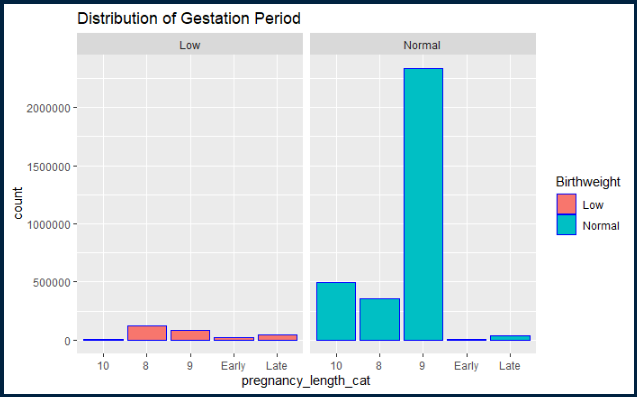 Distribution of Gestation Period
Low
Normal
2000000
1500000
1000000
500000
0
count
10 8 9 Early Late
10 8 9 Early Late
pregnancy_length_cat
Birthweight
Low
Normal